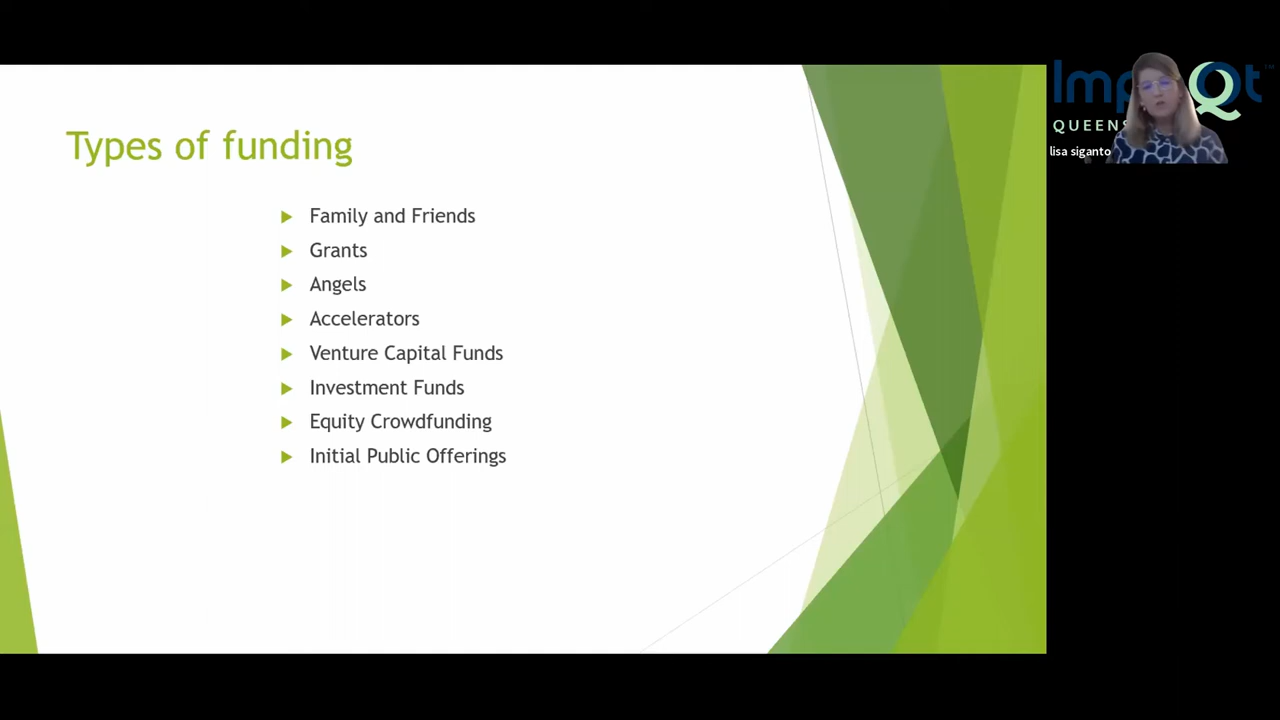 Types of funding
Family and Friends
Grants
Angels
Accelerators
Venture Capital Funds
Investment Funds
Equity Crowdfunding
Initial Public Offerings
QUEENS
lisa siganto